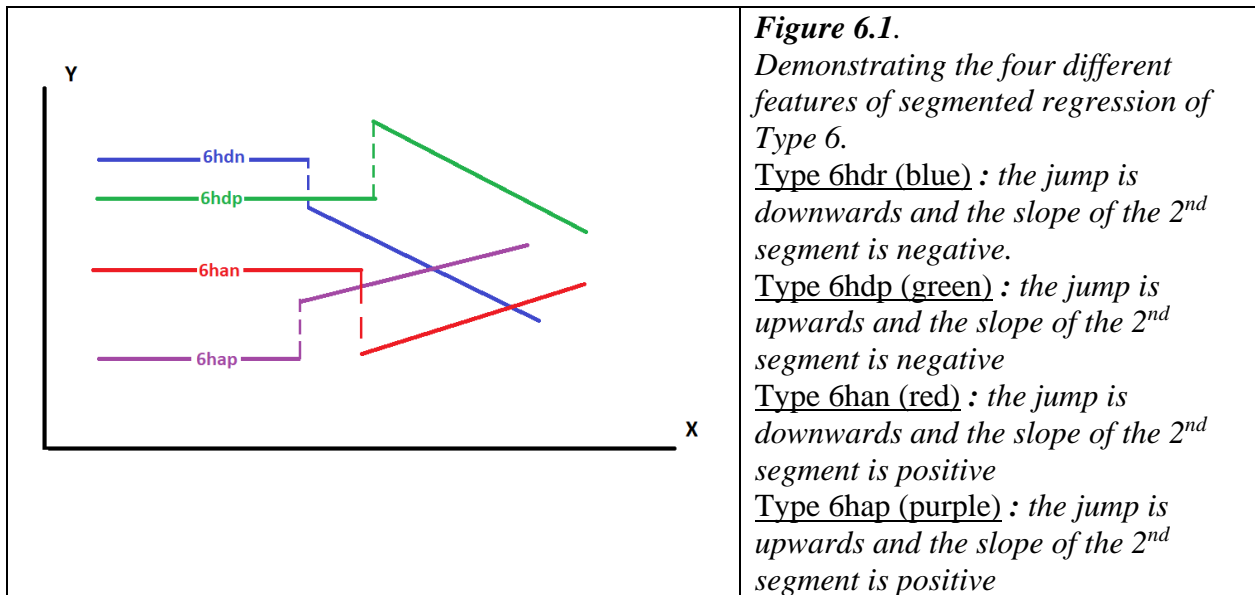 Y
6hdn
6hdp
6han
6hap
X
Figure 6.1.
Demonstrating the four different
features of segmented regression of
Type 6.
Type 6hdr (blue) : the jump is
downwards and the slope of the 2nd
segment is negative.
Type 6hdp (green) : the jump is
upwards and the slope of the 2nd
segment is negative
Type 6han (red) : the jump is
downwards and the slope of the 2nd
segment is positive
Type 6hap (purple) : the jump is
upwards and the slope of the 2nd
segment is positive